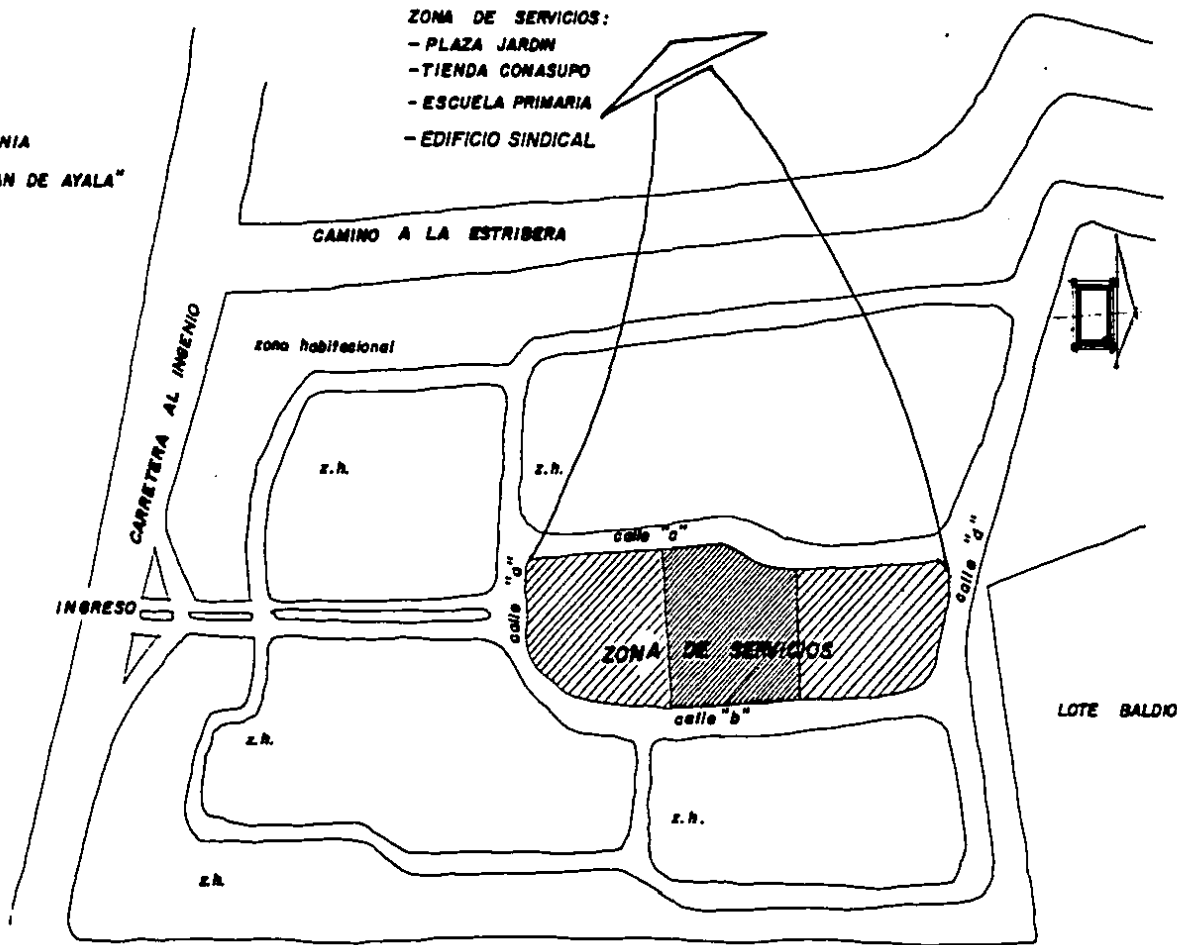 ZONA DE SERVICIOS:
- PLAZA JARDIN
- TIENDA CONASUPO
- ESCUELA PRIMARIA
- EDIFICIO SINDICAL
NIA
AN DE AYALA"
CAMINO A LA ESTRIBERA
CARRETERA AL INGENIO
zona habitacional
z.h.
z.h.
calle "c"
calle "a"
calle "d"
INGRESO
ZONA DE SERVICIOS
calle "b"
LOTE BALDIO
z.h.
z.h.
z.h.